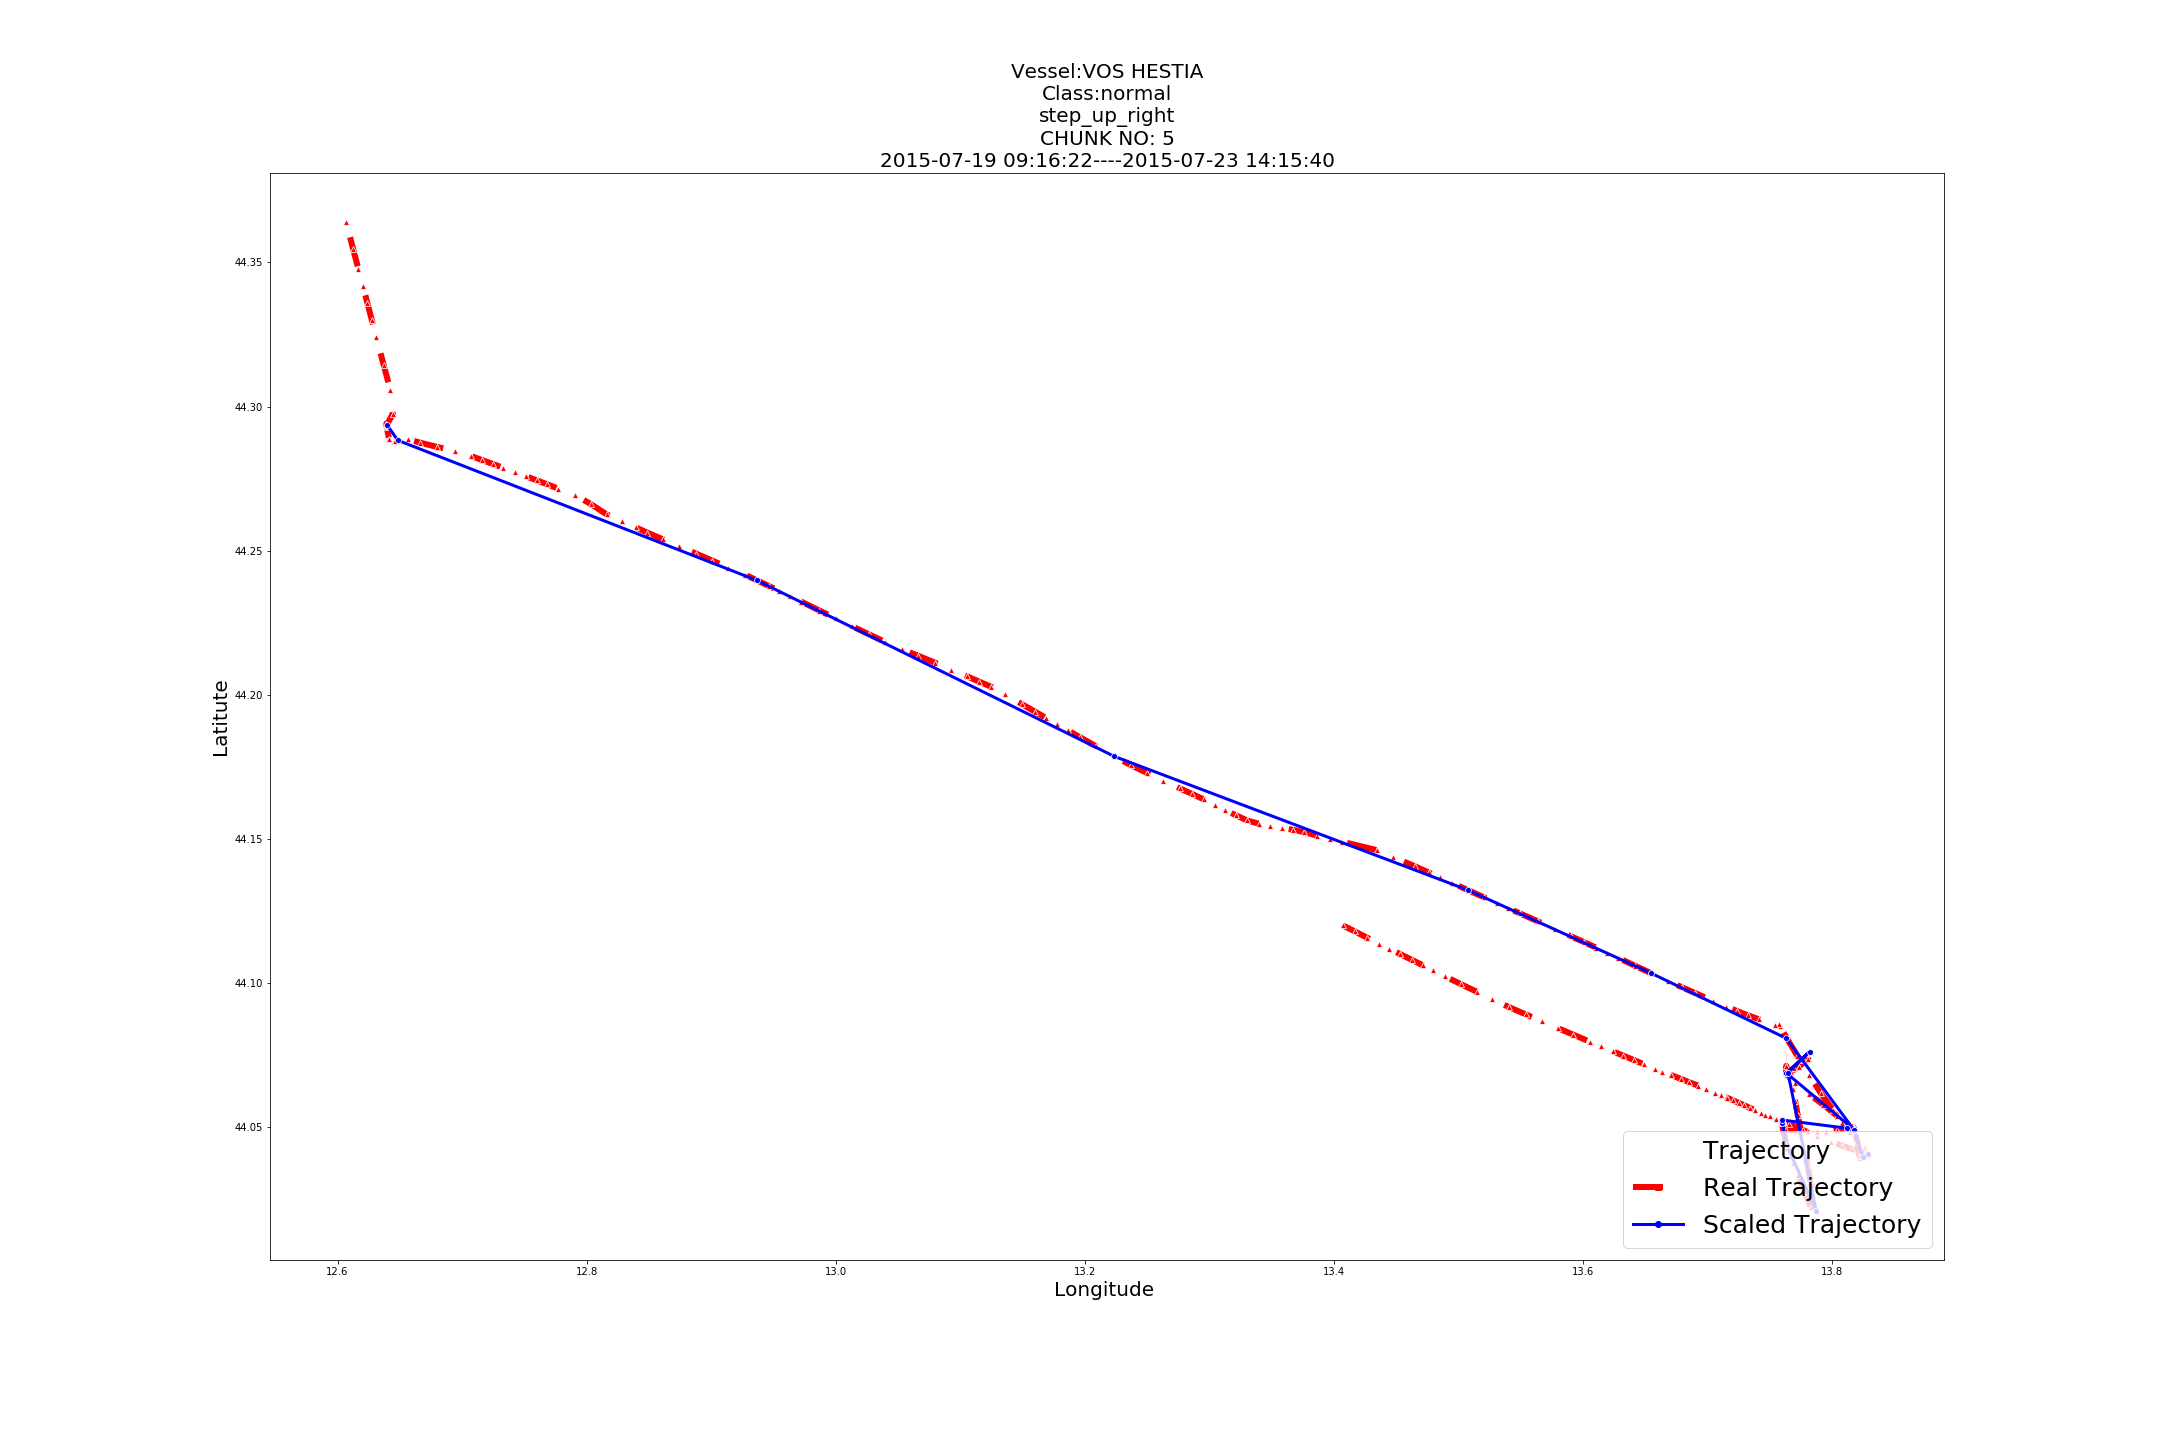 Vessel:VOS HESTIA
Class:normal
step_up_right
CHUNK NO: 5
2015-07-19 09:16:22----2015-07-23 14:15:40
44.35
44.30
44.25
44.20
44.15
44.10
44.05
Latitute
12.6
12.8
13.0
13.2
13.4
13.6
13.8
Longitude
Trajectory
Real Trajectory
Scaled Trajectory